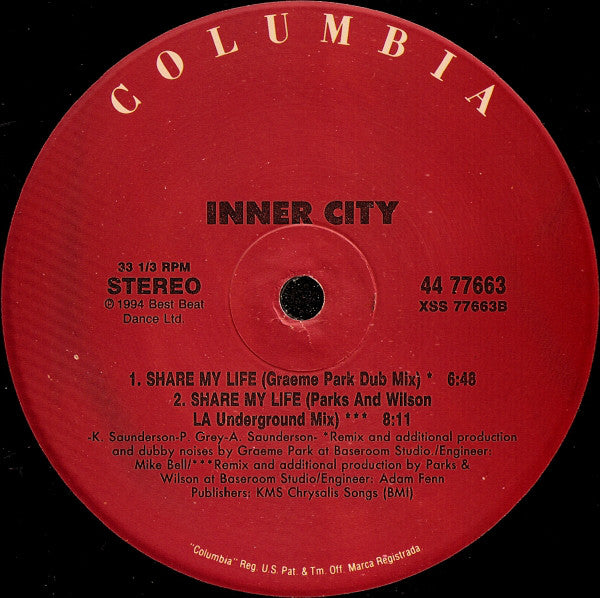 COLUMBIA
INNER CITY
33 1/3 RPM
STEREO
℗ 1994 Best Beat
Dance Ltd.
44 77663
XSS 77663B
1. SHARE MY LIFE (Graeme Park Dub Mix) * 6:48
2. SHARE MY LIFE (Parks And Wilson
LA Underground Mix) *** 8:11
-K. Saunderson-P. Grey-A. Saunderson- *Remix and additional production
and dubby noises by Graeme Park at Baseroom Studio./Engineer:
Mike Bell/***Remix and additional production by Parks &
Wilson at Baseroom Studio/Engineer: Adam Fenn
Publishers: KMS Chrysalis Songs (BMI)
"Columbia" Reg. U.S. Pat. & Tm. Off. Marca Registrada.